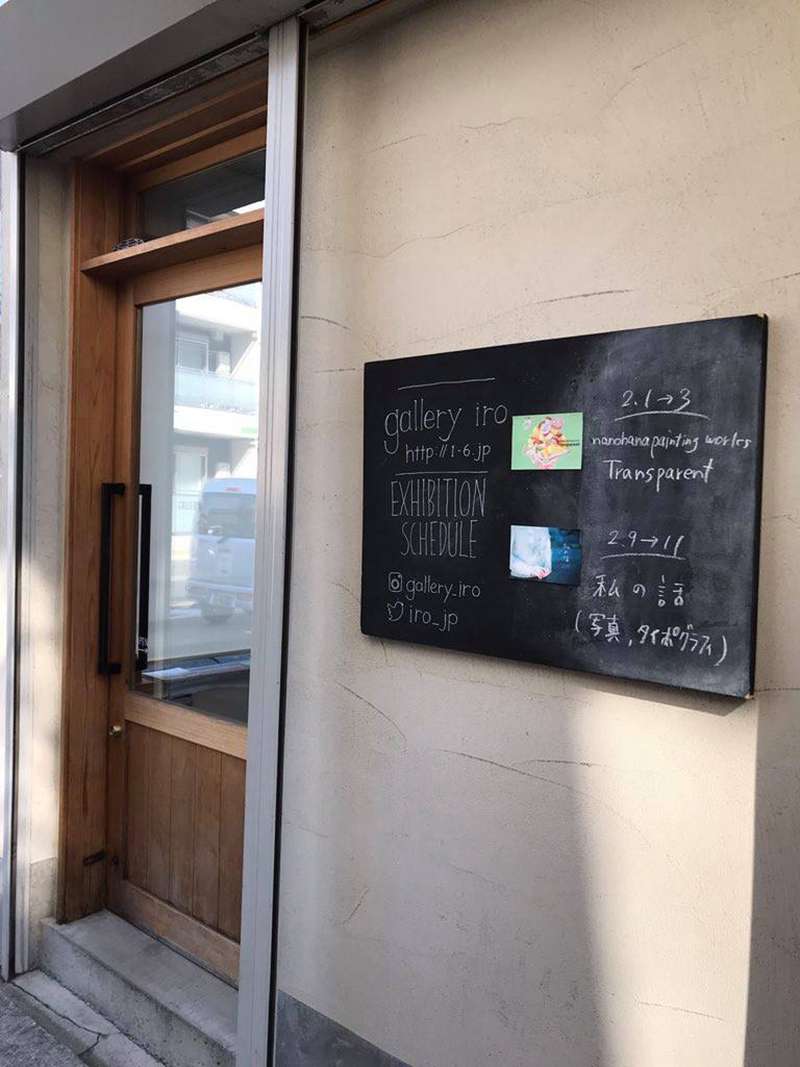 gallery iro
http://1-6.jp
EXHIBITION
SCHEDULE
gallery_iro
iro_jp
2.1→3
nanohana painting works
Transparent
2.9→11
私の話
(写真,タイポグラフィ)